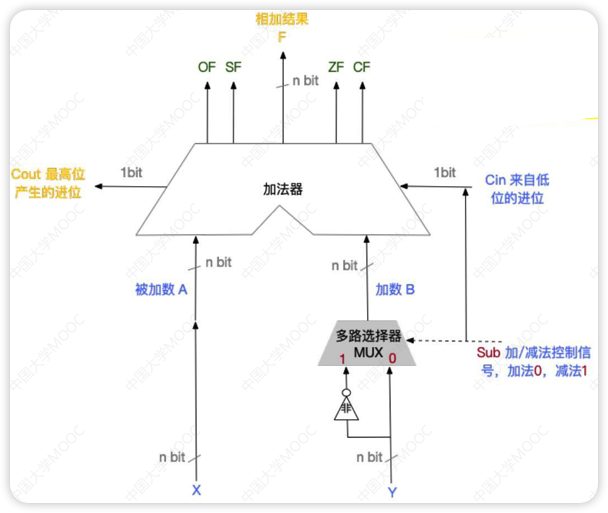 相加结果
F
OF SF
n bit
ZF CF
Cout 最高位
产生的进位
1bit
加法器
1bit
Cin 来自低
位的进位
n bit
被加数 A
n bit
加数 B
多路选择器
MUX
1 0
Sub 加/减法控制信
号，加法0，减法1
非
n bit
n bit
X
Y
中国大学MOOC